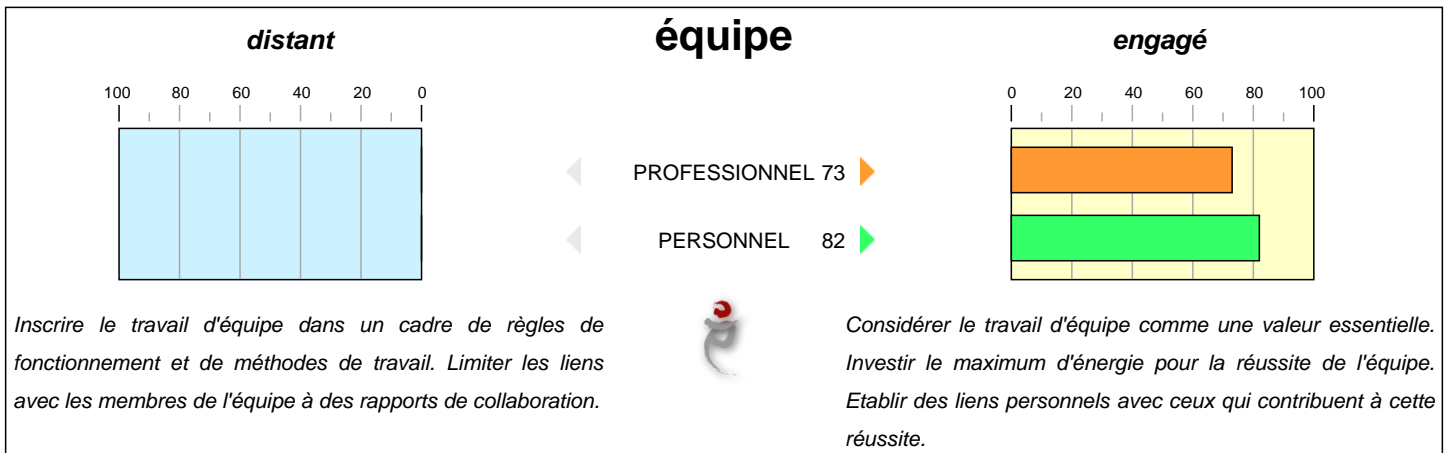 distant
équipe
engagé
100 80 60 40 20 0
0 20 40 60 80 100
PROFESSIONNEL 73
PERSONNEL 82
Inscrire le travail d'équipe dans un cadre de règles de
fonctionnement et de méthodes de travail. Limiter les liens
avec les membres de l'équipe à des rapports de collaboration.
Considérer le travail d'équipe comme une valeur essentielle.
Investir le maximum d'énergie pour la réussite de l'équipe.
Etablir des liens personnels avec ceux qui contribuent à cette
réussite.